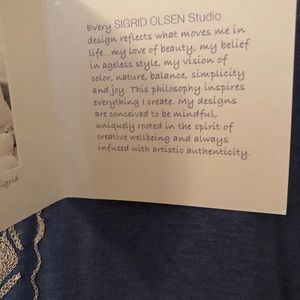 Every SIGRID OLSEN Studio
design reflects what moves me in
life...my love of beauty, my belief
in ageless style, my vision of
color, nature, balance, simplicity
and joy. This philosophy inspires
everything I create. My designs
are conceived to be mindful,
uniquely rooted in the spirit of
creative wellbeing and always
infused with artistic authenticity.
Sigrid